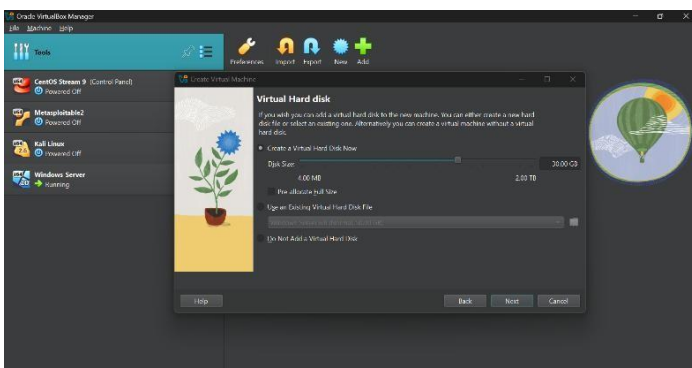 Oracle VirtualBox Manager
File Machine Help
Tools
Preferences Import Export New Add
CentOS Stream 9 (Control Panel)
Powered Off
Metasploitable2
Powered Off
Kali Linux
Powered Off
Windows Server
Running
Create Virtual Machine
Virtual Hard disk
If you wish you can add a virtual hard disk to the new machine. You can either create a new hard
disk file or select an existing one. Alternatively you can create a virtual machine without a virtual
hard disk.
Create a Virtual Hard Disk Now
Disk Size:
30.00 GB
4.00 MB 2.00 TB
Pre-allocate Full Size
Use an Existing Virtual Hard Disk File
Do Not Add a Virtual Hard Disk
Help Back Next Cancel